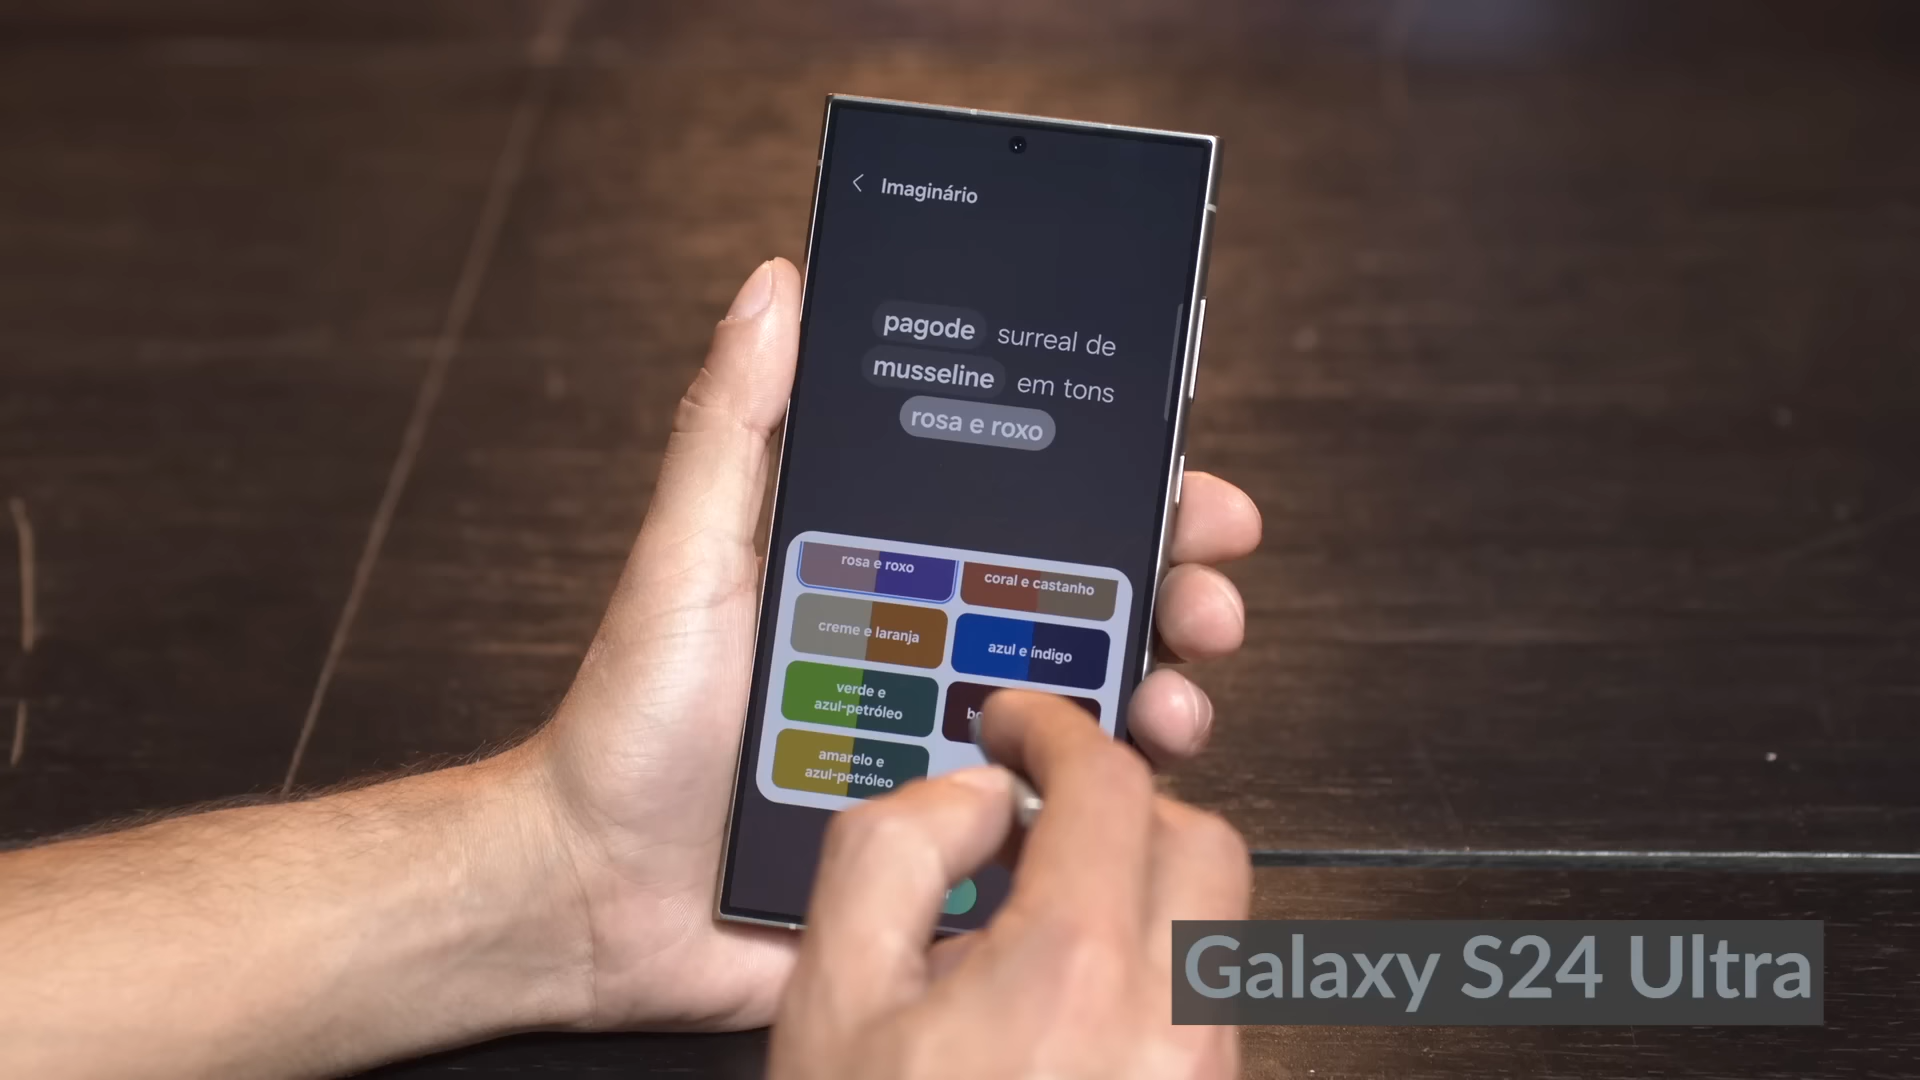 Imaginário
pagode surreal de
musseline em tons
rosa e roxo
rosa e roxo
coral e castanho
creme e laranja
azul e índigo
verde e
azul-petróleo
amarelo e
azul-petróleo
Galaxy S24 Ultra